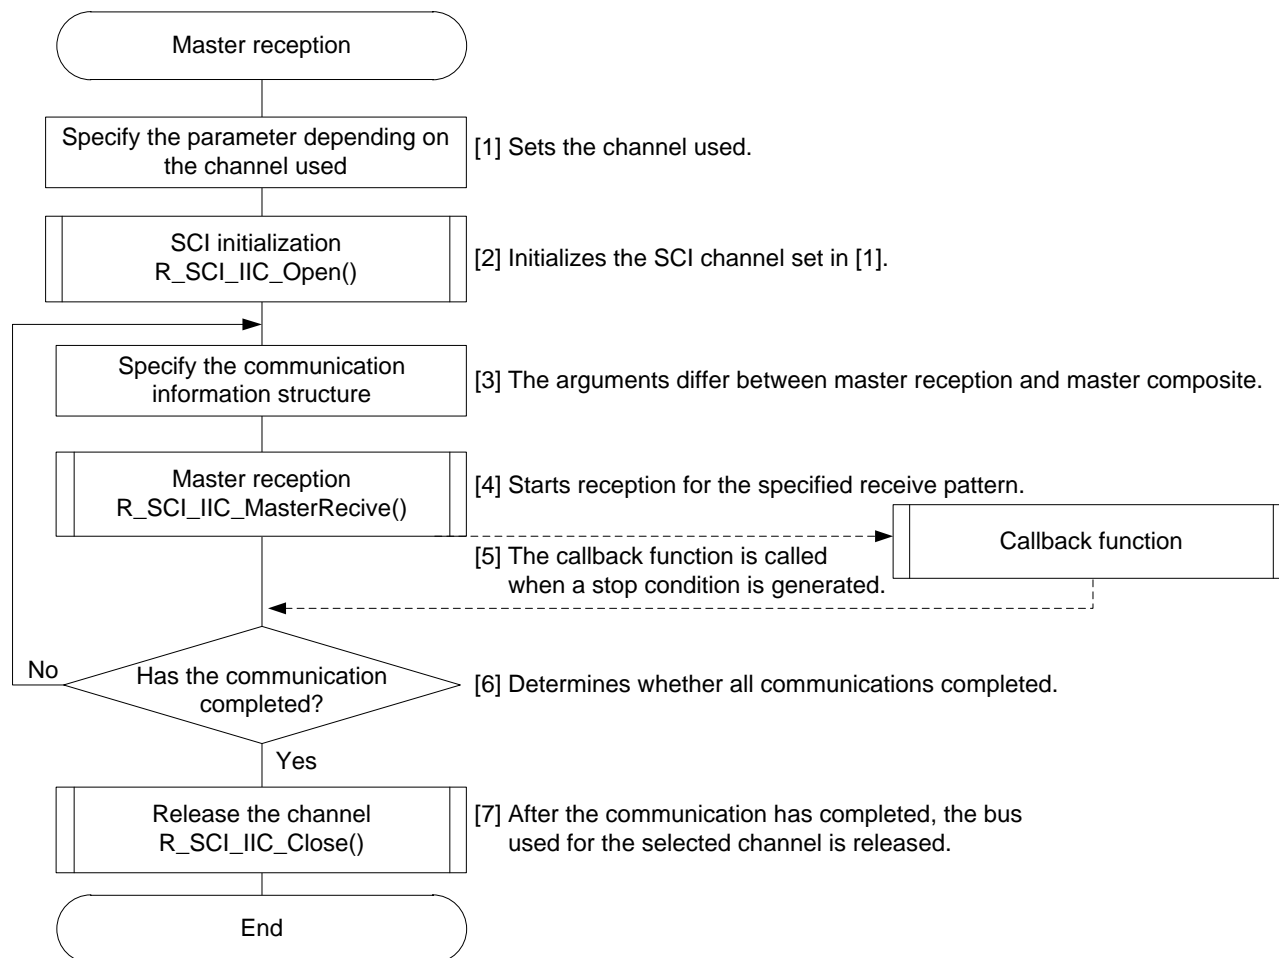 Master reception
Specify the parameter depending on
the channel used
[1] Sets the channel used.
SCI initialization
R_SCI_IIC_Open()
[2] Initializes the SCI channel set in [1].
Specify the communication
information structure
[3] The arguments differ between master reception and master composite.
Master reception
R_SCI_IIC_MasterRecive()
[4] Starts reception for the specified receive pattern.
Callback function
[5] The callback function is called
when a stop condition is generated.
No
Has the communication
completed?
[6] Determines whether all communications completed.
Yes
Release the channel
R_SCI_IIC_Close()
[7] After the communication has completed, the bus
used for the selected channel is released.
End